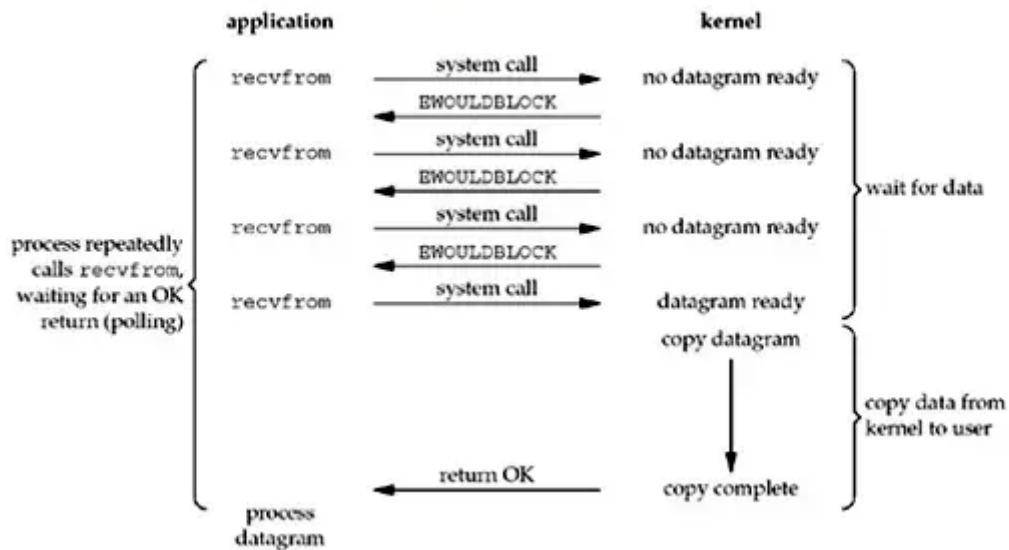 application
kernel
recvfrom
system call
no datagram ready
EWOULDBLOCK
recvfrom
system call
no datagram ready
EWOULDBLOCK
recvfrom
system call
no datagram ready
EWOULDBLOCK
recvfrom
system call
datagram ready
process repeatedly
calls recvfrom,
waiting for an OK
return (polling)
wait for data
copy datagram
copy data from
kernel to user
return OK
copy complete
process
datagram